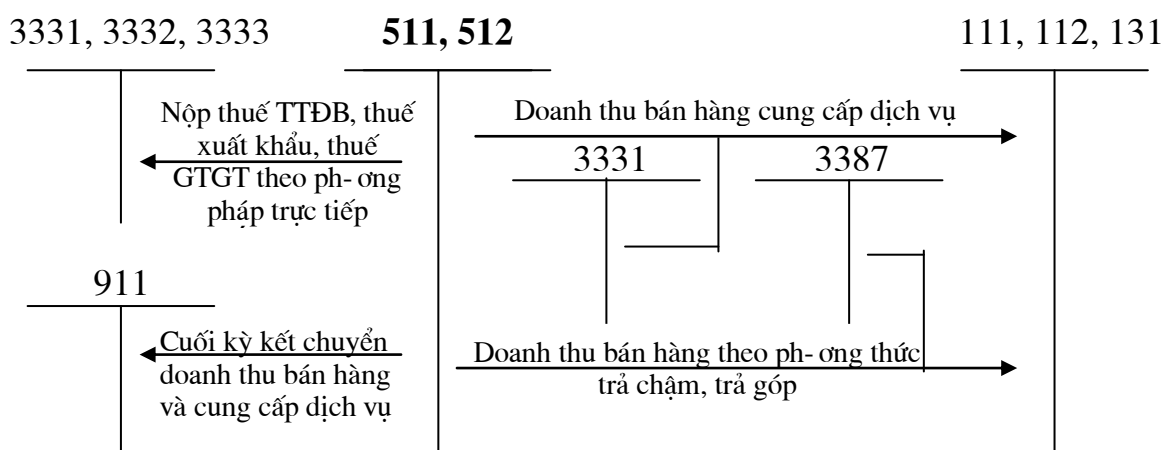 3331, 3332, 3333
511, 512
111, 112, 131
Nộp thuế TTĐB, thuế
xuất khẩu, thuế
GTGT theo ph- ơng
pháp trực tiếp
Doanh thu bán hàng cung cấp dịch vụ
3331
3387
911
Cuối kỳ kết chuyển
doanh thu bán hàng
và cung cấp dịch vụ
Doanh thu bán hàng theo ph- ơng thức
trả chậm, trả góp